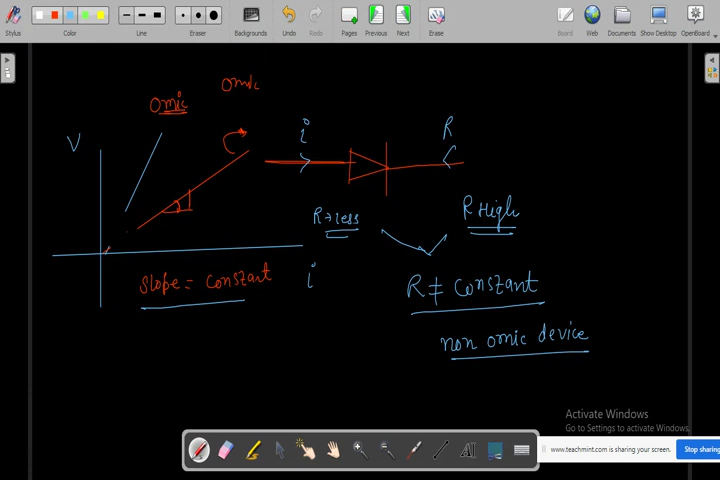 Stylus
Color
Line
Eraser
Backgrounds
Undo
Redo
Pages
Previous
Next
Erase
Board
Web
Documents
Show Desktop
OpenBoard
omic
omic
V
i
R
R→less
R High
slope = constant
i
R ≠ constant
non omic device
Activate Windows
Go to Settings to activate Windows.
www.teachmint.com is sharing your screen.
Stop sharing